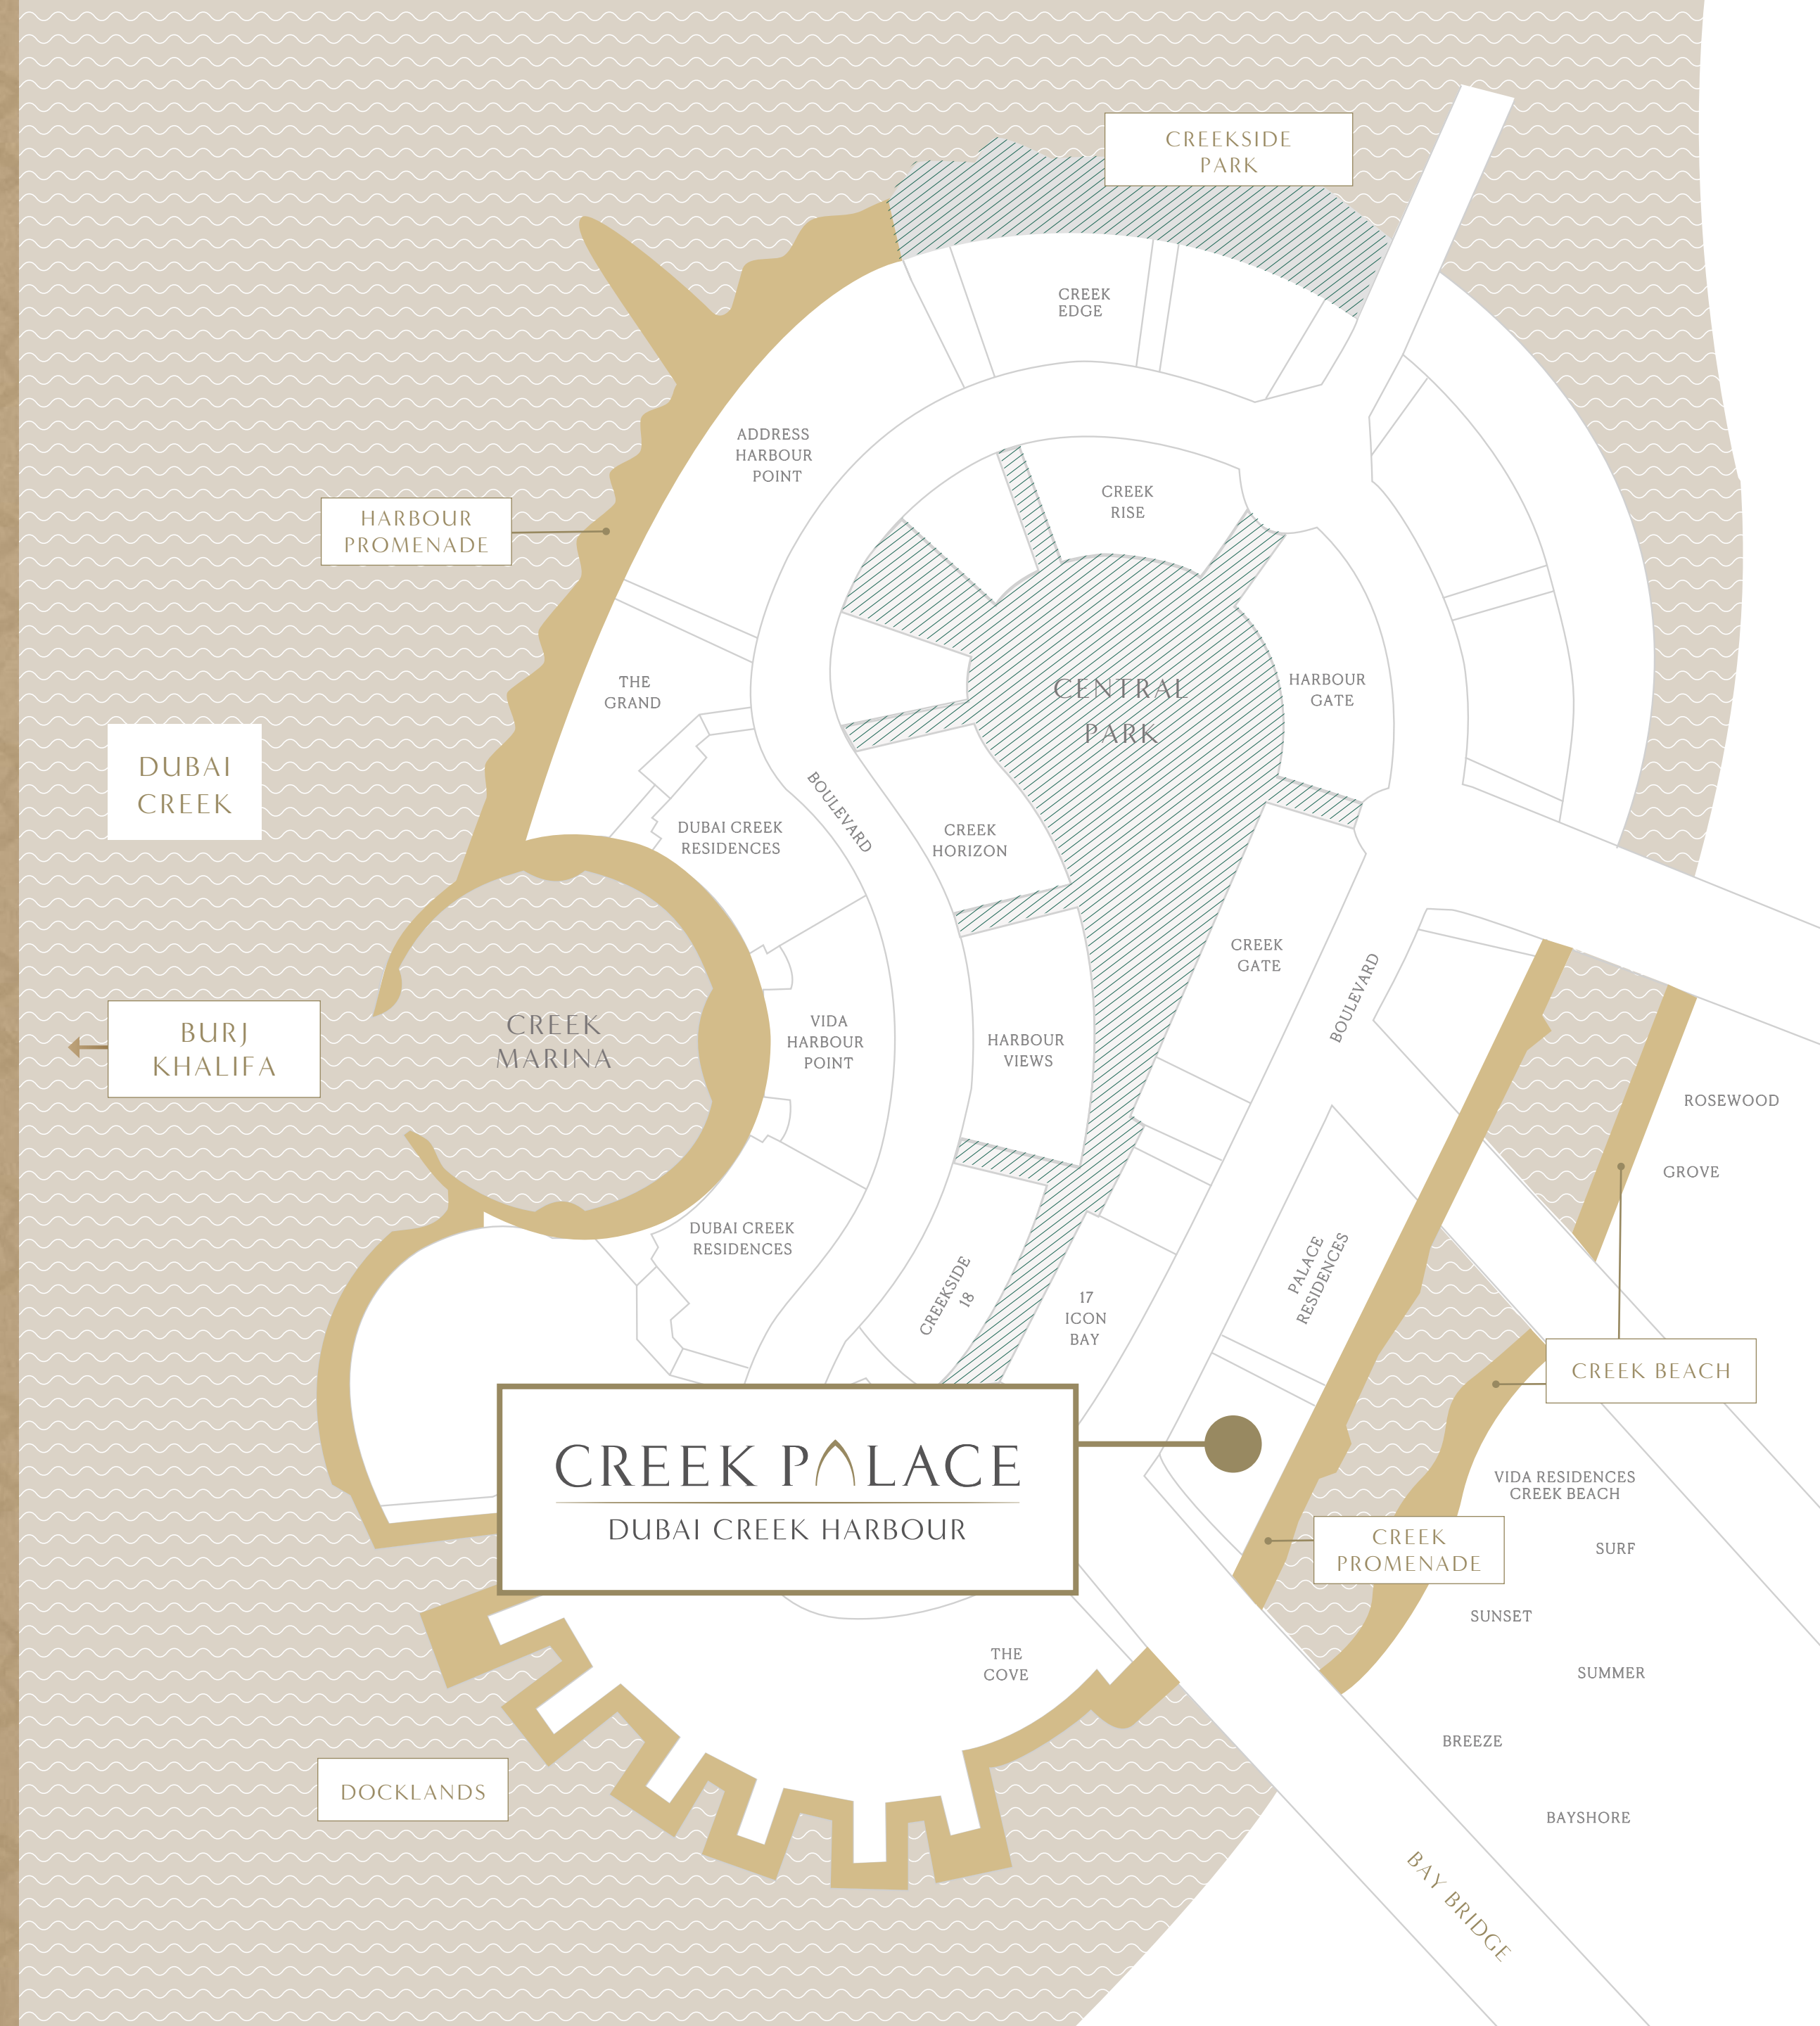 CREEKSIDE
PARK
CREEK
EDGE
ADDRESS
HARBOUR
POINT
CREEK
RISE
HARBOUR
PROMENADE
THE
GRAND
CENTRAL
PARK
HARBOUR
GATE
DUBAI
CREEK
BOULEVARD
DUBAI CREEK
RESIDENCES
CREEK
HORIZON
CREEK
GATE
BOULEVARD
BURJ
KHALIFA
CREEK
MARINA
VIDA
HARBOUR
POINT
HARBOUR
VIEWS
ROSEWOOD
GROVE
DUBAI CREEK
RESIDENCES
CREEKSIDE
18
17
ICON
BAY
PALACE
RESIDENCES
CREEK BEACH
CREEK PALACE
DUBAI CREEK HARBOUR
VIDA RESIDENCES
CREEK BEACH
CREEK
PROMENADE
SURF
SUNSET
THE
COVE
SUMMER
BREEZE
DOCKLANDS
BAYSHORE
BAY BRIDGE